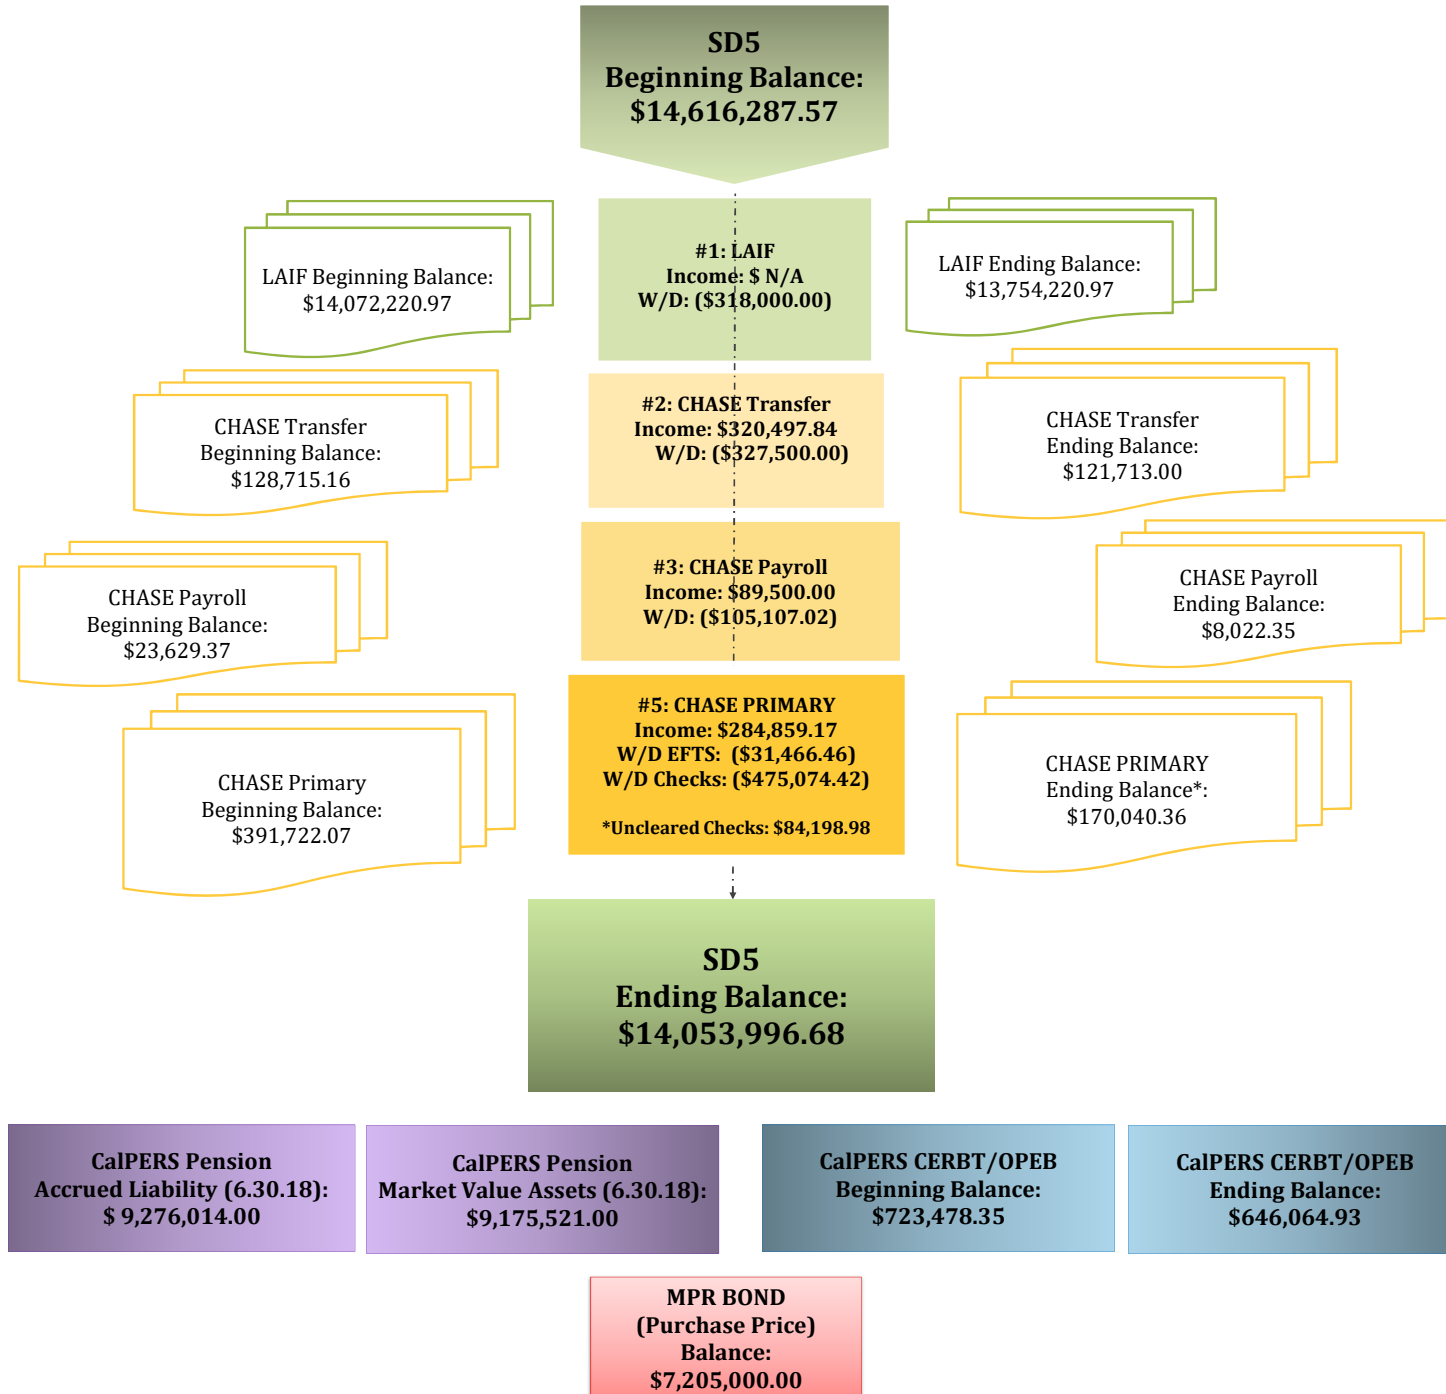 SD5
Beginning Balance:
$14,616,287.57
LAIF Beginning Balance:
$14,072,220.97
#1: LAIF
Income: $ N/A
W/D: ($318,000.00)
LAIF Ending Balance:
$13,754,220.97
CHASE Transfer
Beginning Balance:
$128,715.16
#2: CHASE Transfer
Income: $320,497.84
W/D: ($327,500.00)
CHASE Transfer
Ending Balance:
$121,713.00
CHASE Payroll
Beginning Balance:
$23,629.37
#3: CHASE Payroll
Income: $89,500.00
W/D: ($105,107.02)
CHASE Payroll
Ending Balance:
$8,022.35
CHASE Primary
Beginning Balance:
$391,722.07
#5: CHASE PRIMARY
Income: $284,859.17
W/D EFTS: ($31,466.46)
W/D Checks: ($475,074.42)
*Uncleared Checks: $84,198.98
CHASE PRIMARY
Ending Balance*:
$170,040.36
SD5
Ending Balance:
$14,053,996.68
CalPERS Pension
Accrued Liability (6.30.18):
$ 9,276,014.00
CalPERS Pension
Market Value Assets (6.30.18):
$9,175,521.00
CalPERS CERBT/OPEB
Beginning Balance:
$723,478.35
CalPERS CERBT/OPEB
Ending Balance:
$646,064.93
MPR BOND
(Purchase Price)
Balance:
$7,205,000.00